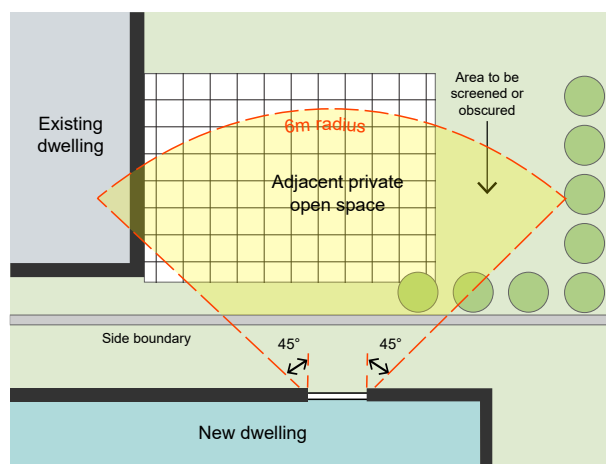 Area to be
screened or
obscured
Existing
dwelling
6m radius
Adjacent private
open space
Side boundary
45°
45°
New dwelling